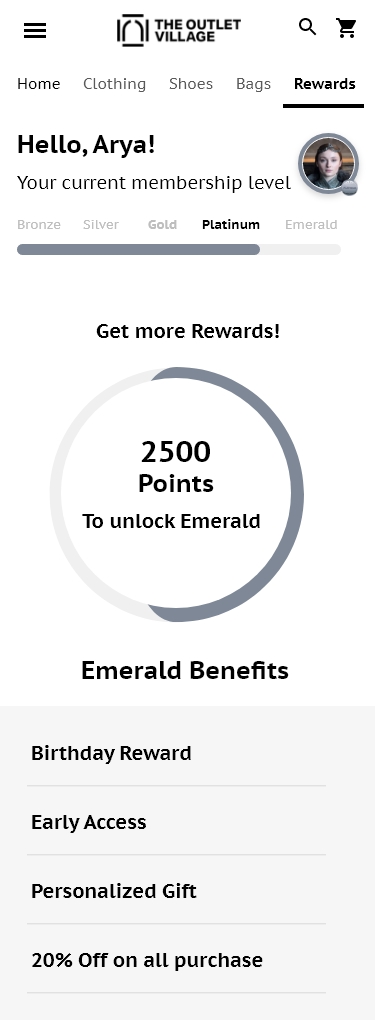 THE OUTLET
VILLAGE
Home Clothing Shoes Bags Rewards
Hello, Arya!
Your current membership level
Bronze Silver Gold Platinum Emerald
Get more Rewards!
2500
Points
To unlock Emerald
Emerald Benefits
Birthday Reward
Early Access
Personalized Gift
20% Off on all purchase